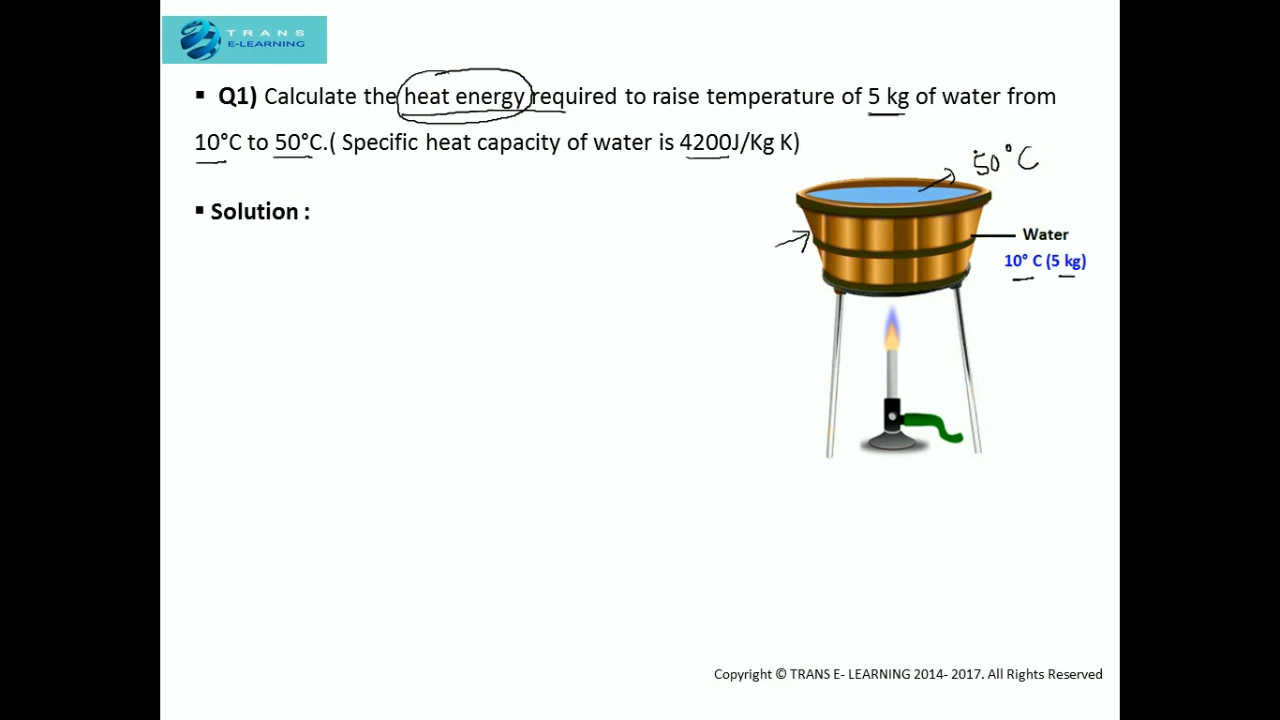 TRANS
E-LEARNING
▪ Q1) Calculate the heat energy required to raise temperature of 5 kg of water from
10°C to 50°C.( Specific heat capacity of water is 4200J/Kg K)
50°C
▪ Solution :
Water
10° C (5 kg)
Copyright © TRANS E- LEARNING 2014- 2017. All Rights Reserved